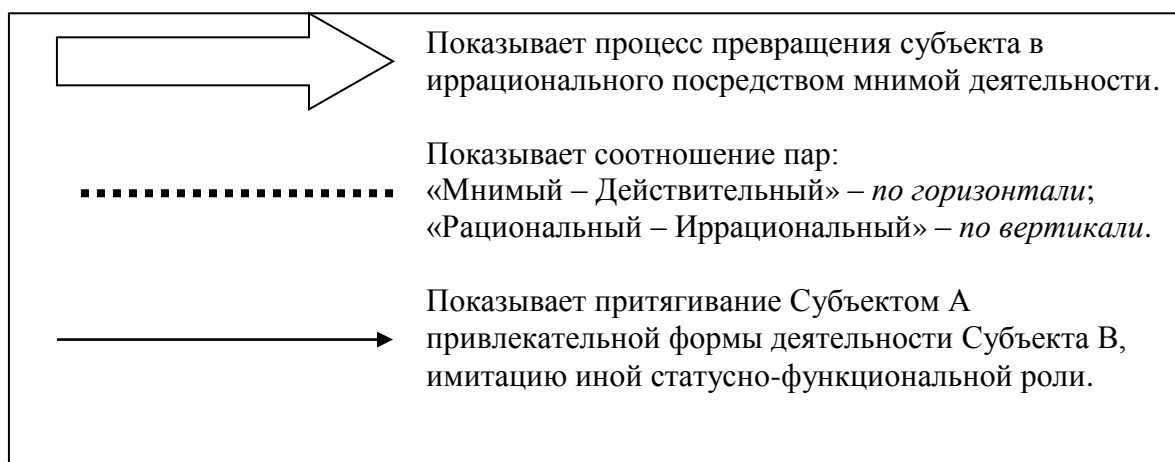 Показывает процесс превращения субъекта в
иррационального посредством мнимой деятельности.
Показывает соотношение пар:
«Мнимый – Действительный» – по горизонтали;
«Рациональный – Иррациональный» – по вертикали.
Показывает притягивание Субъектом А
привлекательной формы деятельности Субъекта В,
имитацию иной статусно-функциональной роли.